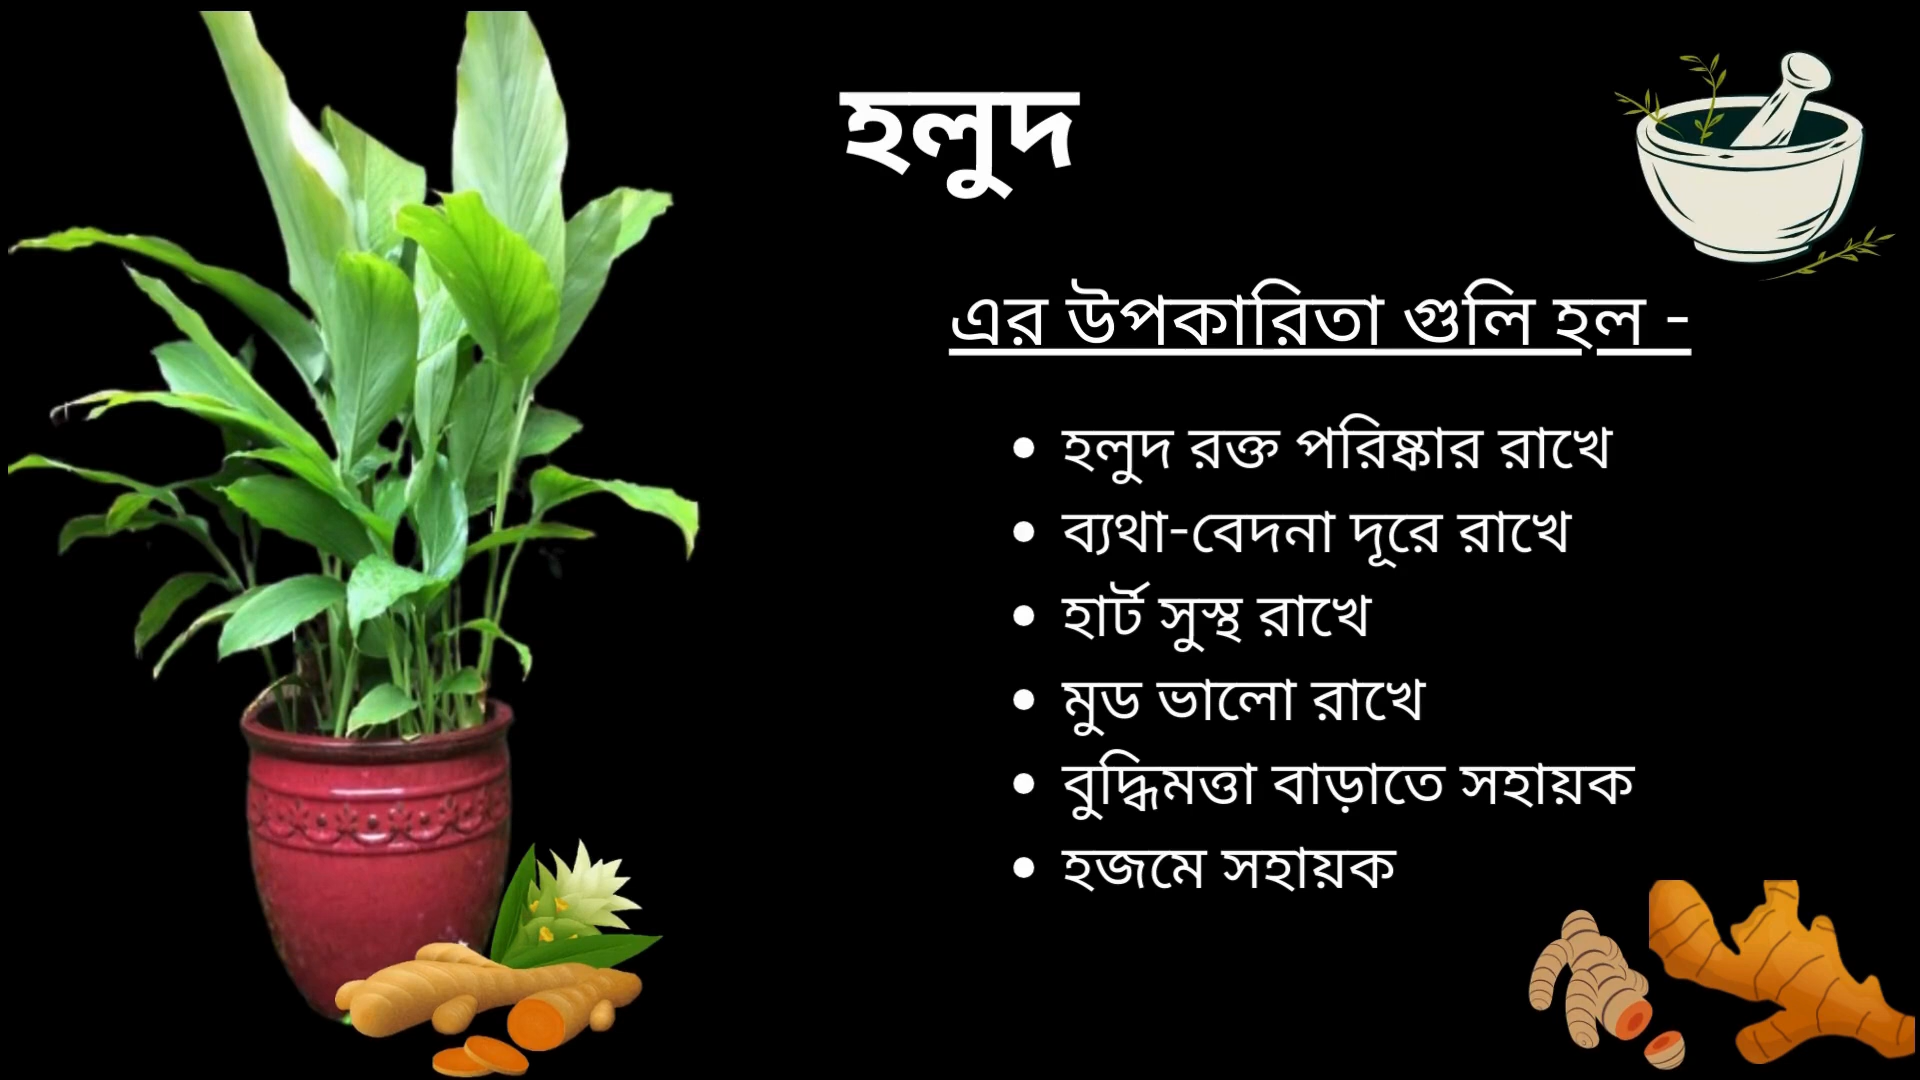 হলুদ
এর উপকারিতা গুলি হল -
• হলুদ রক্ত পরিষ্কার রাখে
• ব্যথা-বেদনা দূরে রাখে
• হার্ট সুস্থ রাখে
• মুড ভালো রাখে
• বুদ্ধিমত্তা বাড়াতে সহায়ক
• হজমে সহায়ক